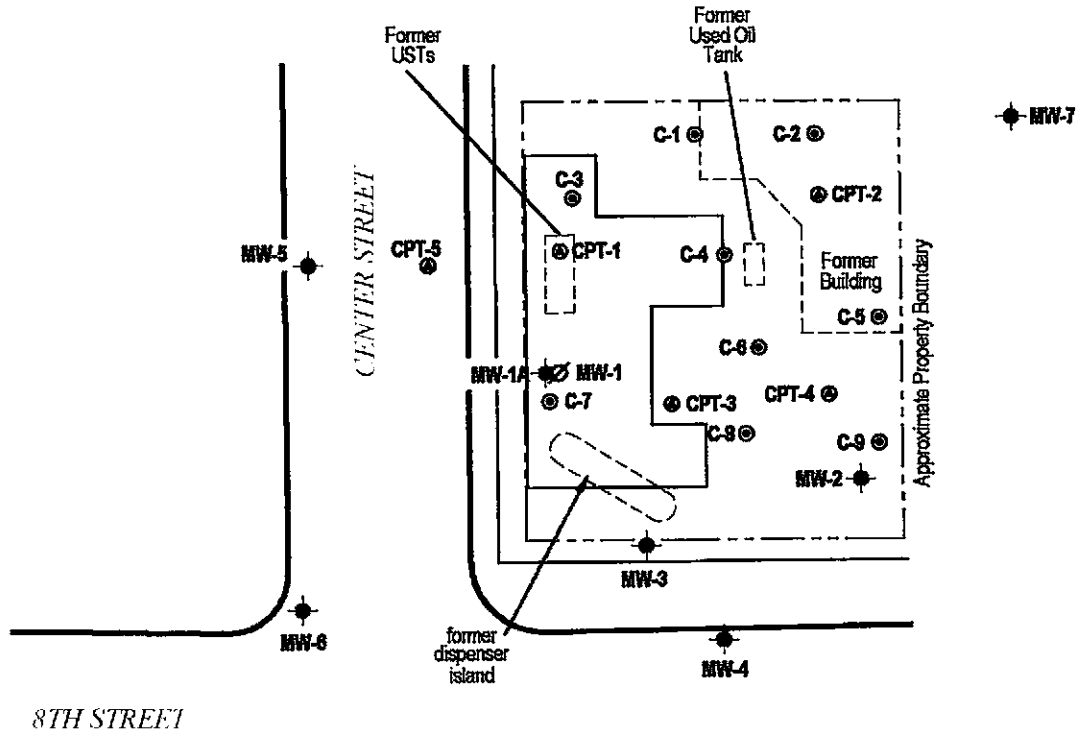 Former
USTs
Former
Used Oil
Tank
MW-7
C-1
C-2
C-3
CPT-2
CENTER STREET
MW-5
CPT-5
CPT-1
C-4
Former
Building
C-5
Approximate Property Boundary
C-6
MW-1A
MW-1
C-7
CPT-3
CPT-4
C-8
C-9
MW-2
MW-3
MW-6
former
dispenser
island
MW-4
8TH STREET